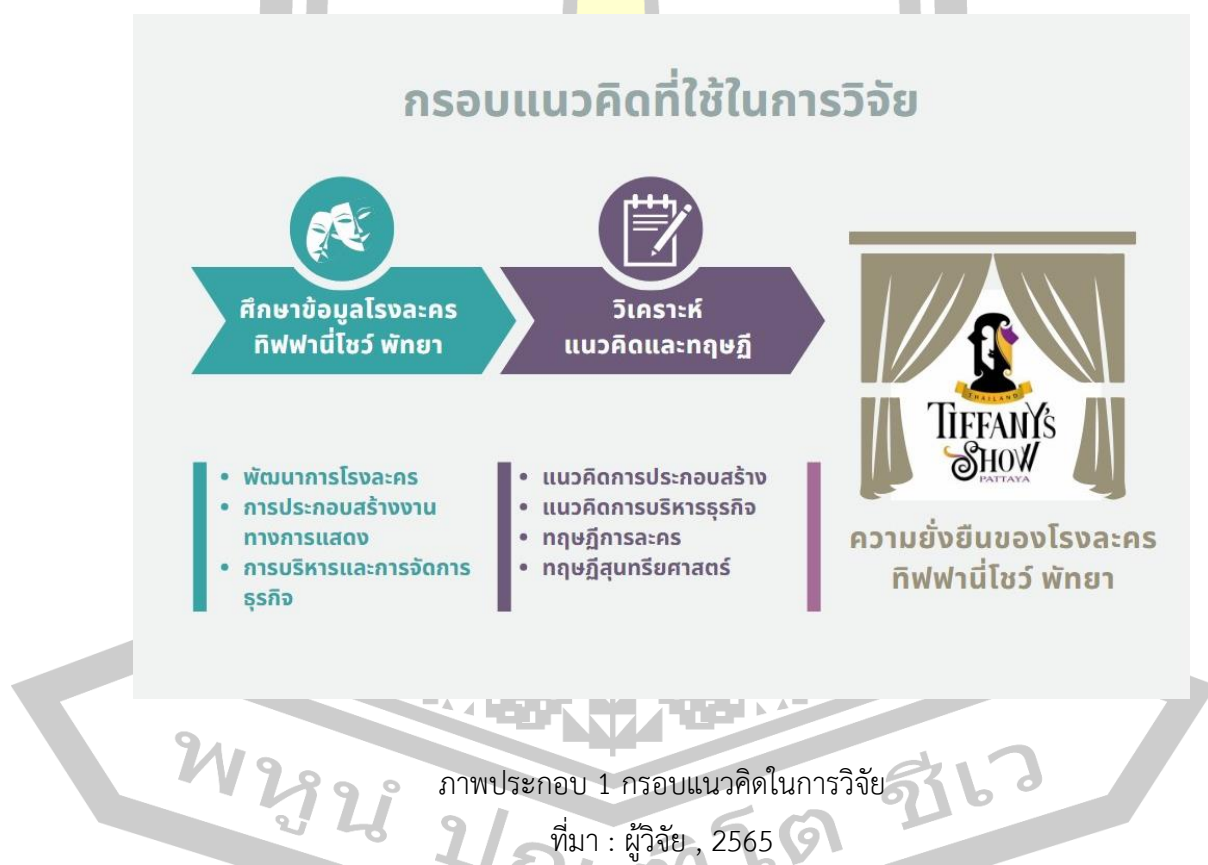 กรอบแนวคิดที่ใช้ในการวิจัย
ศึกษาข้อมูลโรงละคร
ทิฟฟานี่โชว์ พัทยา
วิเคราะห์
แนวคิดและทฤษฎี
• พัฒนาการโรงละคร
• การประกอบสร้างงาน
ทางการแสดง
• การบริหารและการจัดการ
ธุรกิจ
• แนวคิดการประกอบสร้าง
• แนวคิดการบริหารธุรกิจ
• ทฤษฎีการละคร
• ทฤษฎีสุนทรียศาสตร์
THAILAND
TIFFANY'S
SHOW
PATTAYA
ความยั่งยืนของโรงละคร
ทิฟฟานี่โชว์ พัทยา
ภาพประกอบ 1 กรอบแนวคิดในการวิจัย
ที่มา : ผู้วิจัย , 2565
พหูนํ ปณฺฑิโต ชีเว